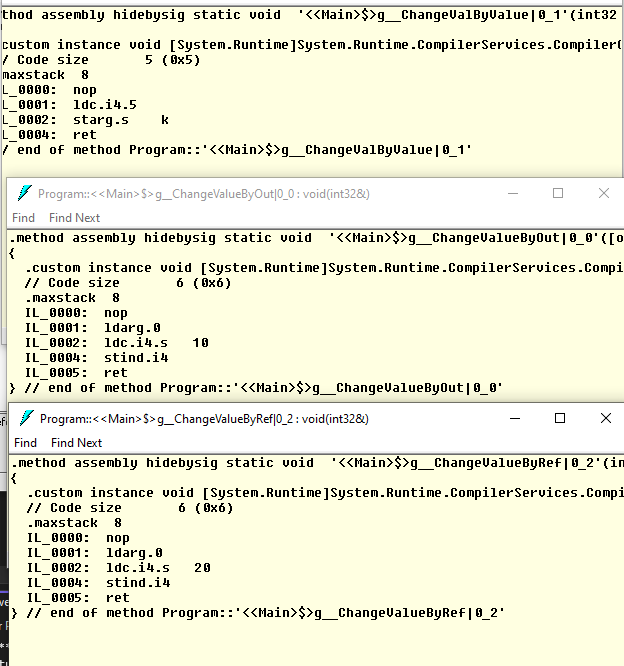 thod assembly hidebysig static void '<<Main>$>g__ChangeValByValue|0_1'(int32
custom instance void [System.Runtime]System.Runtime.CompilerServices.Compiler
/ Code size 5 (0x5)
maxstack 8
L_0000: nop
L_0001: ldc.i4.5
L_0002: starg.s k
L_0004: ret
/ end of method Program::'<<Main>$>g__ChangeValByValue|0_1'
Program::<<Main>$>g__ChangeValueByOut|0_0 : void(int32&)
Find Find Next
.method assembly hidebysig static void '<<Main>$>g__ChangeValueByOut|0_0'([o
{
.custom instance void [System.Runtime]System.Runtime.CompilerServices.Compi
// Code size 6 (0x6)
.maxstack 8
IL_0000: nop
IL_0001: ldarg.0
IL_0002: ldc.i4.s 10
IL_0004: stind.i4
IL_0005: ret
} // end of method Program::'<<Main>$>g__ChangeValueByOut|0_0'
Program::<<Main>$>g__ChangeValueByRef|0_2 : void(int32&)
Find Find Next
.method assembly hidebysig static void '<<Main>$>g__ChangeValueByRef|0_2'(in
{
.custom instance void [System.Runtime]System.Runtime.CompilerServices.Compi
// Code size 6 (0x6)
.maxstack 8
IL_0000: nop
IL_0001: ldarg.0
IL_0002: ldc.i4.s 20
IL_0004: stind.i4
IL_0005: ret
} // end of method Program::'<<Main>$>g__ChangeValueByRef|0_2'